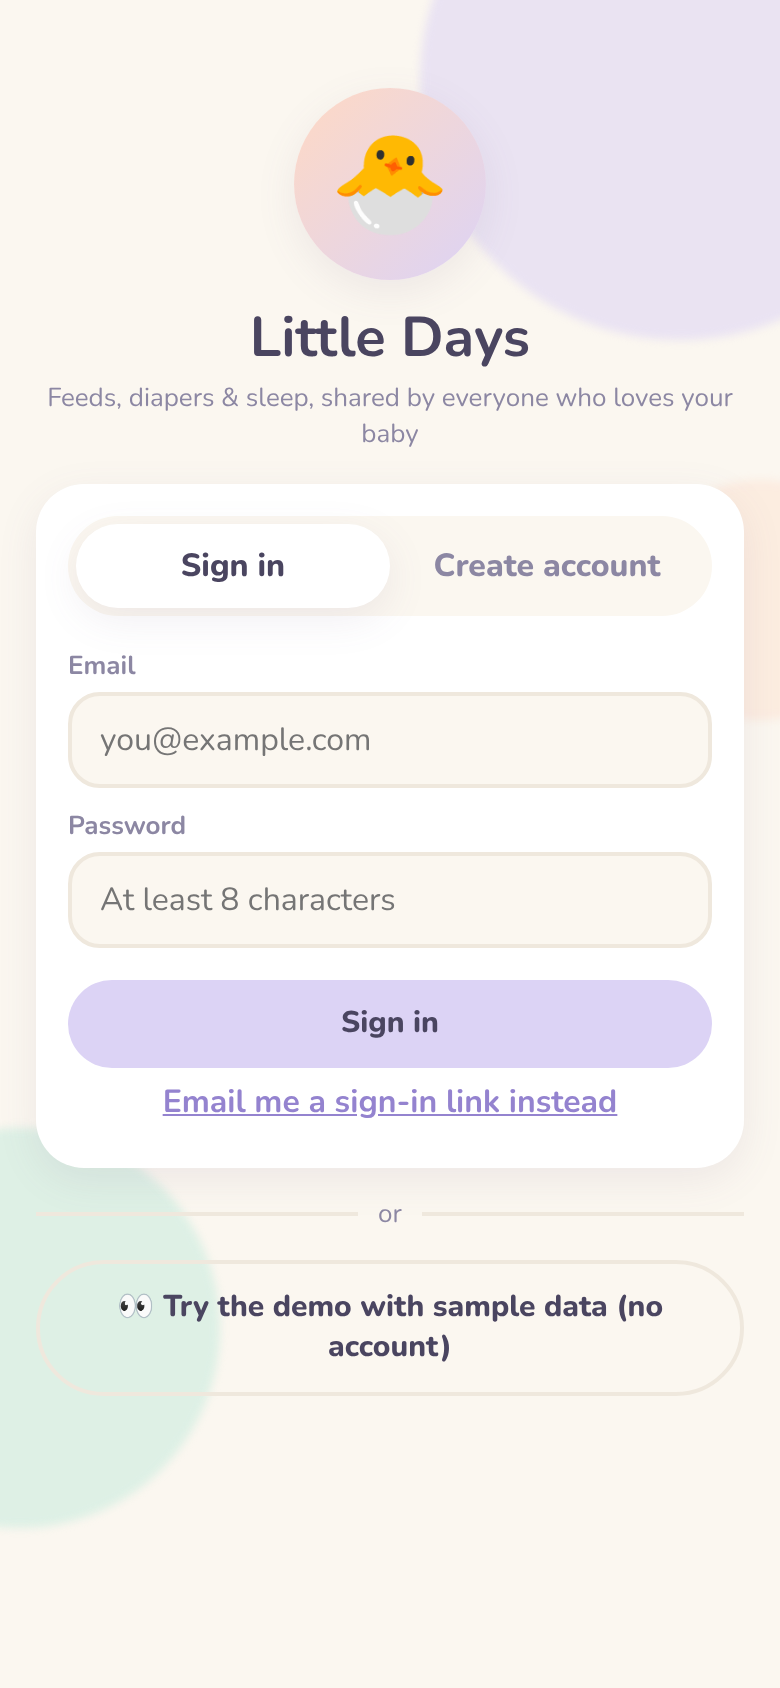 Little Days
Feeds, diapers & sleep, shared by everyone who loves your
baby
Sign in
Create account
Email
you@example.com
Password
At least 8 characters
Sign in
Email me a sign-in link instead
or
👀 Try the demo with sample data (no
account)